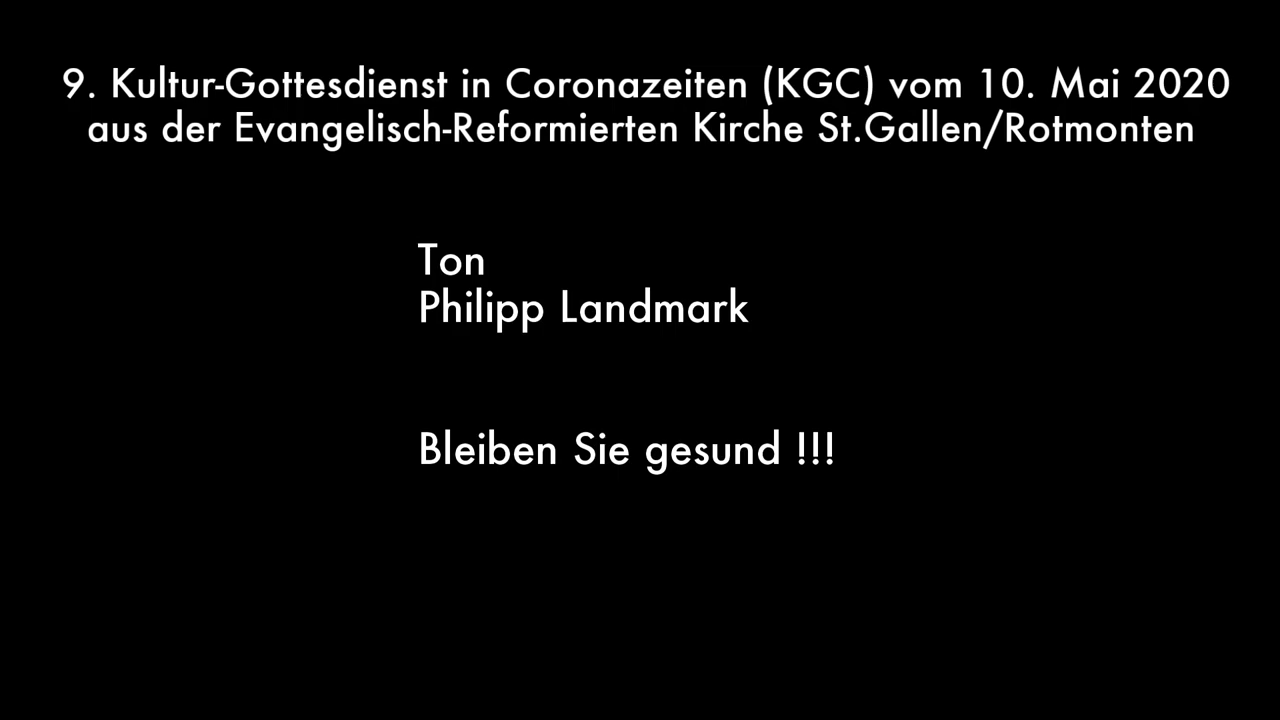 9. Kultur-Gottesdienst in Coronazeiten (KGC) vom 10. Mai 2020
aus der Evangelisch-Reformierten Kirche St.Gallen/Rotmonten
Ton
Philipp Landmark
Bleiben Sie gesund !!!